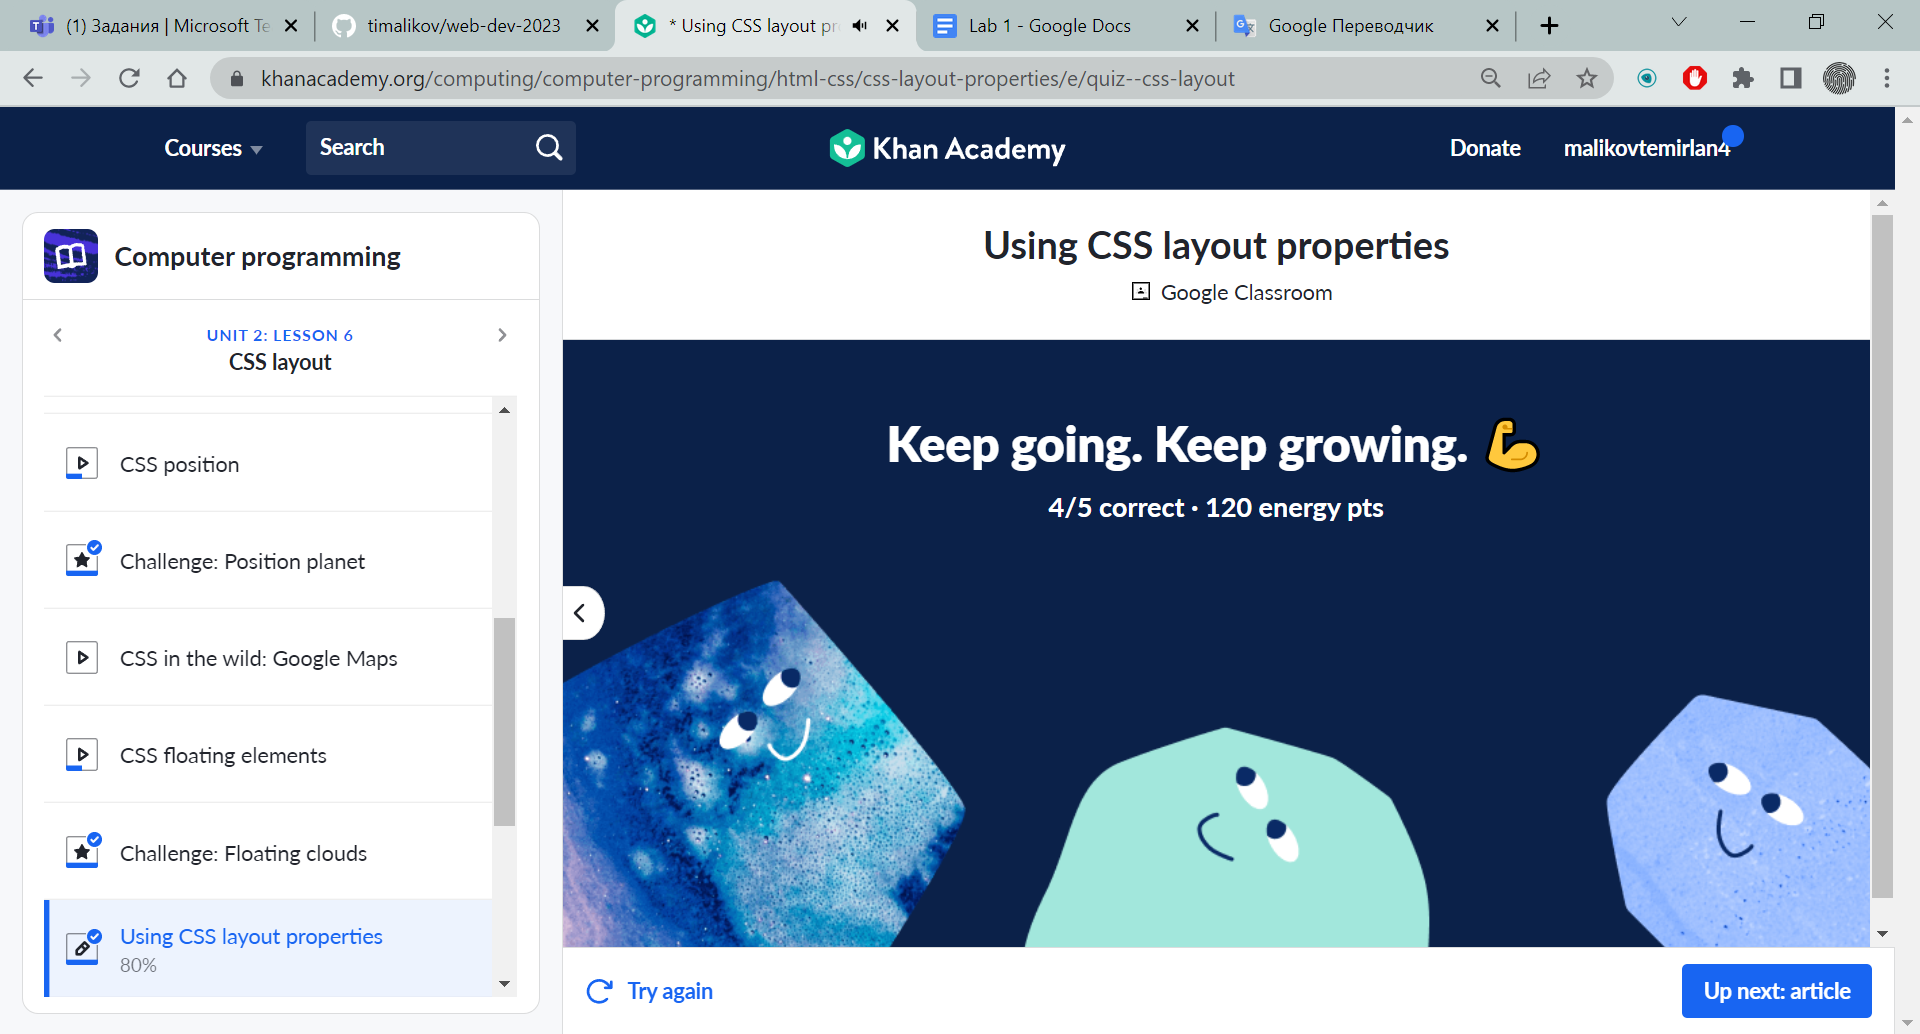 (1) Задания | Microsoft Te
timalikov/web-dev-2023
* Using CSS layout pr
Lab 1 - Google Docs
Google Переводчик
khanacademy.org/computing/computer-programming/html-css/css-layout-properties/e/quiz--css-layout
Courses
Search
Khan Academy
Donate
malikovtemirlan4
Computer programming
UNIT 2: LESSON 6
CSS layout
CSS position
Challenge: Position planet
CSS in the wild: Google Maps
CSS floating elements
Challenge: Floating clouds
Using CSS layout properties
80%
Using CSS layout properties
Google Classroom
Keep going. Keep growing. 💪
4/5 correct · 120 energy pts
Try again
Up next: article